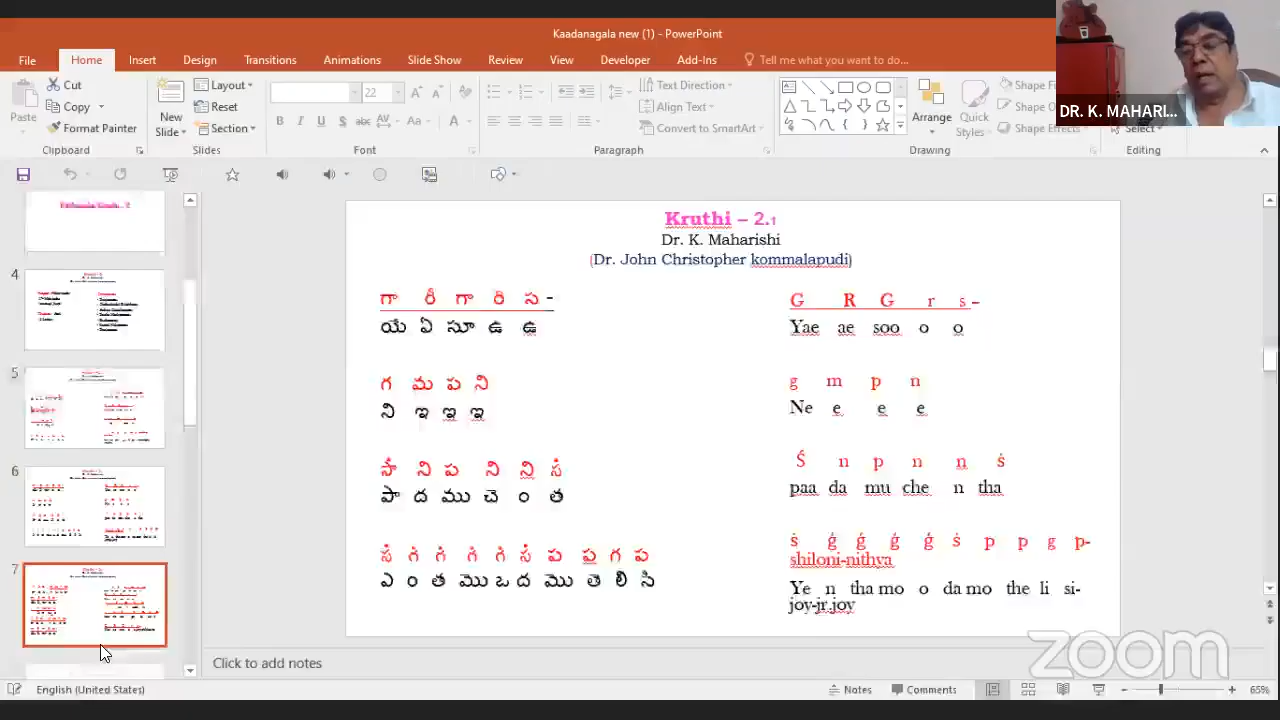 Kaadanagala new (1) - PowerPoint
File Home Insert Design Transitions Animations Slide Show Review View Developer Add-Ins Tell me what you want to do...
DR. K. MAHARI...
Cut
Copy
Format Painter
Paste
Clipboard
New Slide
Layout
Reset
Section
Slides
22
Font
Text Direction
Align Text
Convert to SmartArt
Paragraph
Arrange
Quick Styles
Shape Effects
Drawing
Select
Editing
4
5
6
7
Kruthi – 2.1
Dr. K. Maharishi
(Dr. John Christopher kommalapudi)
గా రీ గా రి స -
యే ఏ సూ ఉ ఉ
గ మ ప ని
ని ఇ ఇ ఇ
సా̇ ని ప ని ని స̇
పా ద ము చె ం త
స̇ గ̇ గ̇ గ̇ గ̇ స̇ ప ప గ ప
ఎ ం త మొ ఒ ద మొ తె లి సి
G R G r s –
Yae ae soo o o
g m p n
Ne e e e
Ṡ n p n n ṡ
paa da mu che n tha
ṡ ġ ġ ġ ġ ṡ p p g p-
shiloni-nithya
Ye n tha mo o da mo the li si-
joy-jr.joy
zoom
Click to add notes
English (United States)
Notes
Comments
65%